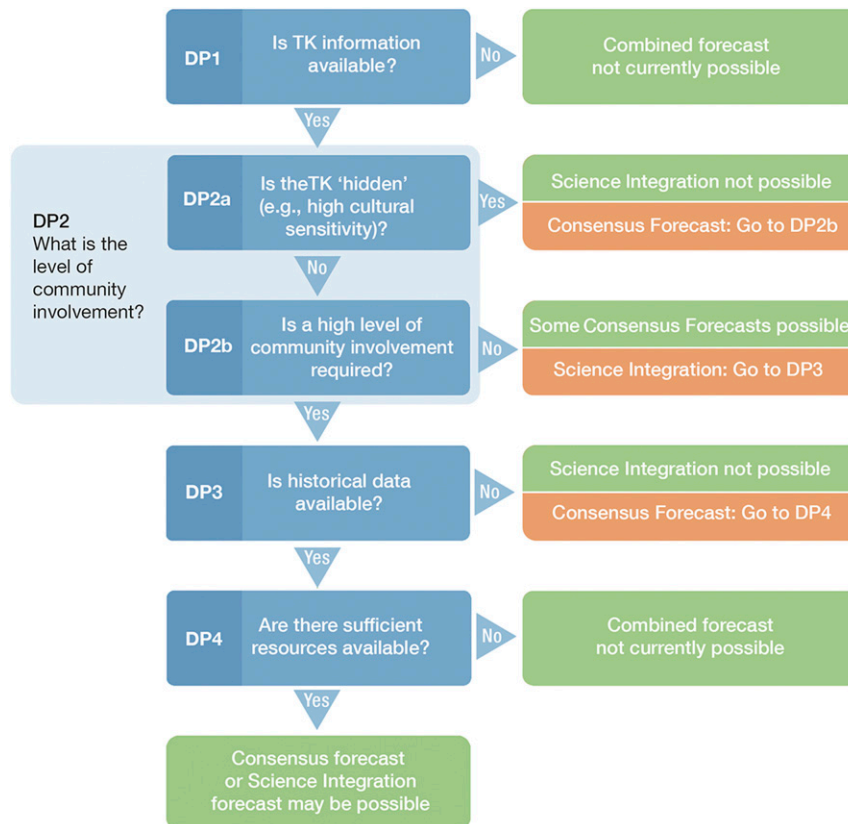 DP1
Is TK information
available?
No
Combined forecast
not currently possible
Yes
DP2
What is the
level of
community
involvement?
DP2a
Is theTK ‘hidden’
(e.g., high cultural
sensitivity)?
Yes
Science Integration not possible
Consensus Forecast: Go to DP2b
No
DP2b
Is a high level of
community involvement
required?
No
Some Consensus Forecasts possible
Science Integration: Go to DP3
Yes
DP3
Is historical data
available?
No
Science Integration not possible
Consensus Forecast: Go to DP4
Yes
DP4
Are there sufficient
resources available?
No
Combined forecast
not currently possible
Yes
Consensus forecast
or Science Integration
forecast may be possible